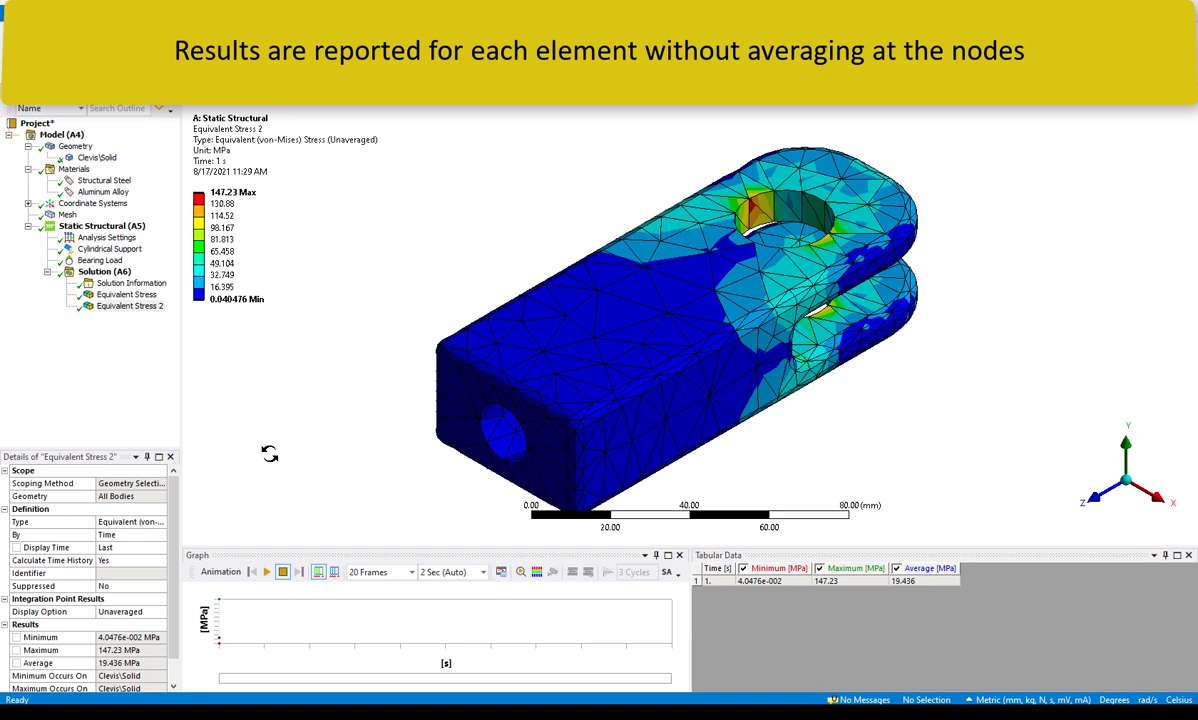 Results are reported for each element without averaging at the nodes
Name
Search Outline
Project*
Model (A4)
Geometry
Clevis\Solid
Materials
Structural Steel
Aluminum Alloy
Coordinate Systems
Mesh
Static Structural (A5)
Analysis Settings
Cylindrical Support
Bearing Load
Solution (A6)
Solution Information
Equivalent Stress
Equivalent Stress 2
A: Static Structural
Equivalent Stress 2
Type: Equivalent (von-Mises) Stress (Unaveraged)
Unit: MPa
Time: 1 s
8/17/2021 11:29 AM
147.23 Max
130.88
114.52
98.167
81.813
65.458
49.104
32.749
16.395
0.040476 Min
0.00 40.00 80.00 (mm)
20.00 60.00
Y
Z
X
Details of "Equivalent Stress 2"
Scope
Scoping Method Geometry Selecti...
Geometry All Bodies
Definition
Type Equivalent (von-...
By Time
Display Time Last
Calculate Time History Yes
Identifier
Suppressed No
Integration Point Results
Display Option Unaveraged
Results
Minimum 4.0476e-002 MPa
Maximum 147.23 MPa
Average 19.436 MPa
Minimum Occurs On Clevis\Solid
Maximum Occurs On Clevis\Solid
Graph
Animation 20 Frames 2 Sec (Auto) 3 Cycles SA
[MPa]
[s]
Tabular Data
Time [s] Minimum [MPa] Maximum [MPa] Average [MPa]
1 1. 4.0476e-002 147.23 19.436
Ready No Messages No Selection Metric (mm, kg, N, s, mV, mA) Degrees rad/s Celsius